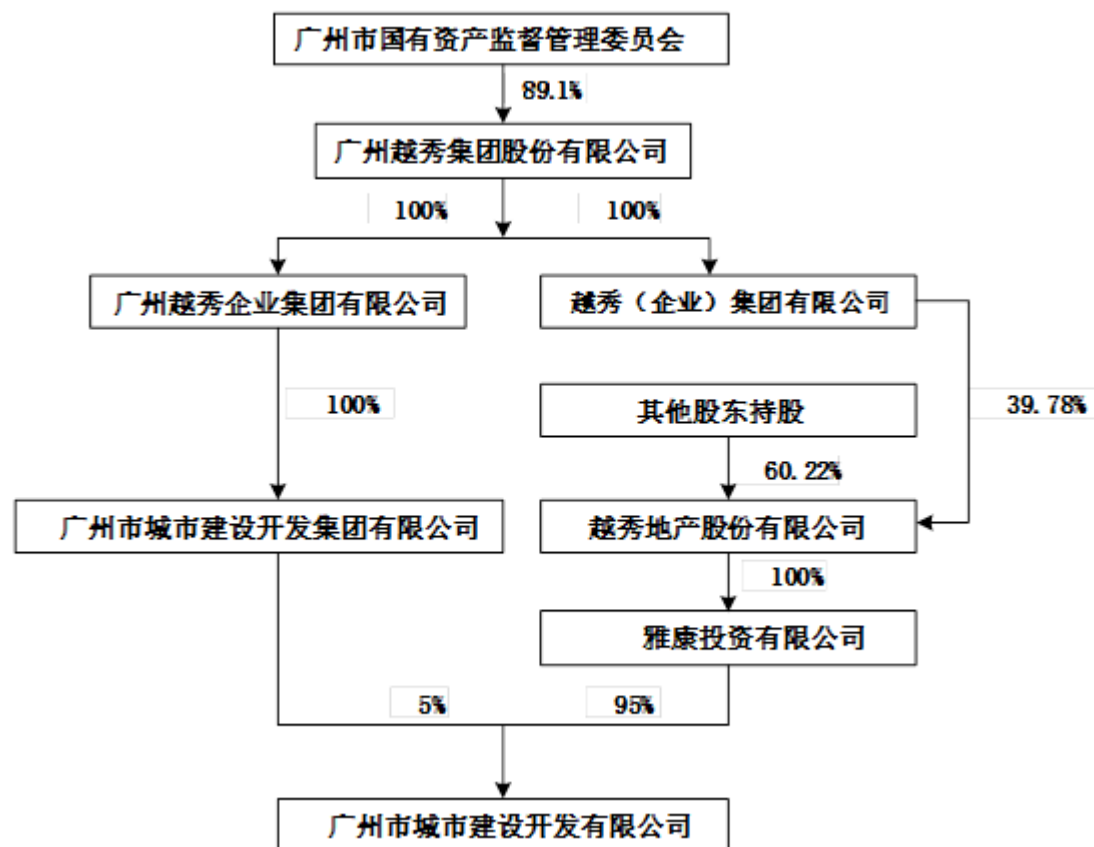 广州市国有资产监督管理委员会
89.1%
广州越秀集团股份有限公司
100%
100%
广州越秀企业集团有限公司
越秀（企业）集团有限公司
100%
其他股东持股
39.78%
60.22%
广州市城市建设开发集团有限公司
越秀地产股份有限公司
100%
雅康投资有限公司
5%
95%
广州市城市建设开发有限公司